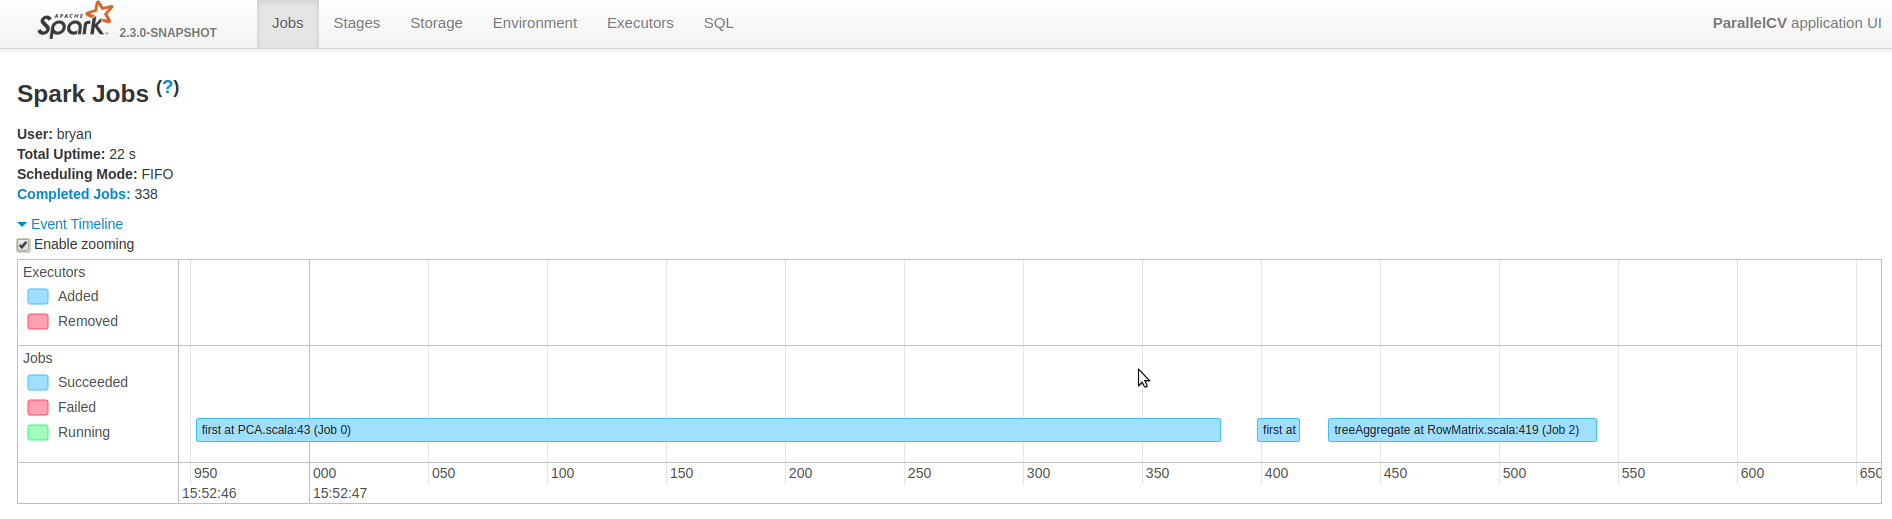 APACHE Spark 2.3.0-SNAPSHOT Jobs Stages Storage Environment Executors SQL ParallelCV application UI
Spark Jobs (?)
User: bryan
Total Uptime: 22 s
Scheduling Mode: FIFO
Completed Jobs: 338
Event Timeline
Enable zooming
Executors
Added
Removed
Jobs
Succeeded
Failed
Running
first at PCA.scala:43 (Job 0) first at treeAggregate at RowMatrix.scala:419 (Job 2)
950 000 050 100 150 200 250 300 350 400 450 500 550 600 650
15:52:46 15:52:47